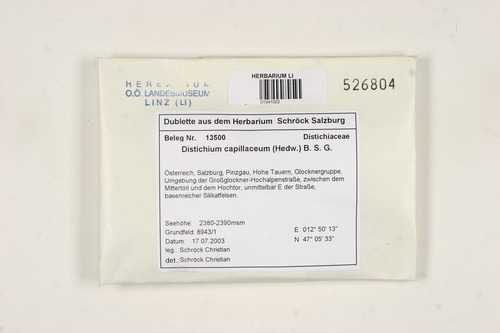 HERBARIUM
O.Ö. LANDESMUSEUM
LINZ (LI)
HERBARIUM LI
01041002
526804
Dublette aus dem Herbarium Schröck Salzburg
Beleg Nr. 13500 Distichiaceae
Distichium capillaceum (Hedw.) B. S. G.
Österreich, Salzburg, Pinzgau, Hohe Tauern, Glocknergruppe,
Umgebung der Großglockner-Hochalpenstraße, zwischen dem
Mittertörl und dem Hochtor, unmittelbar E der Straße,
basenreicher Silikatfelsen.
Seehöhe: 2380-2390msm
Grundfeld: 8943/1 E 012° 50' 13"
Datum: 17.07.2003 N 47° 05' 33"
leg.: Schröck Christian
det.: Schröck Christian